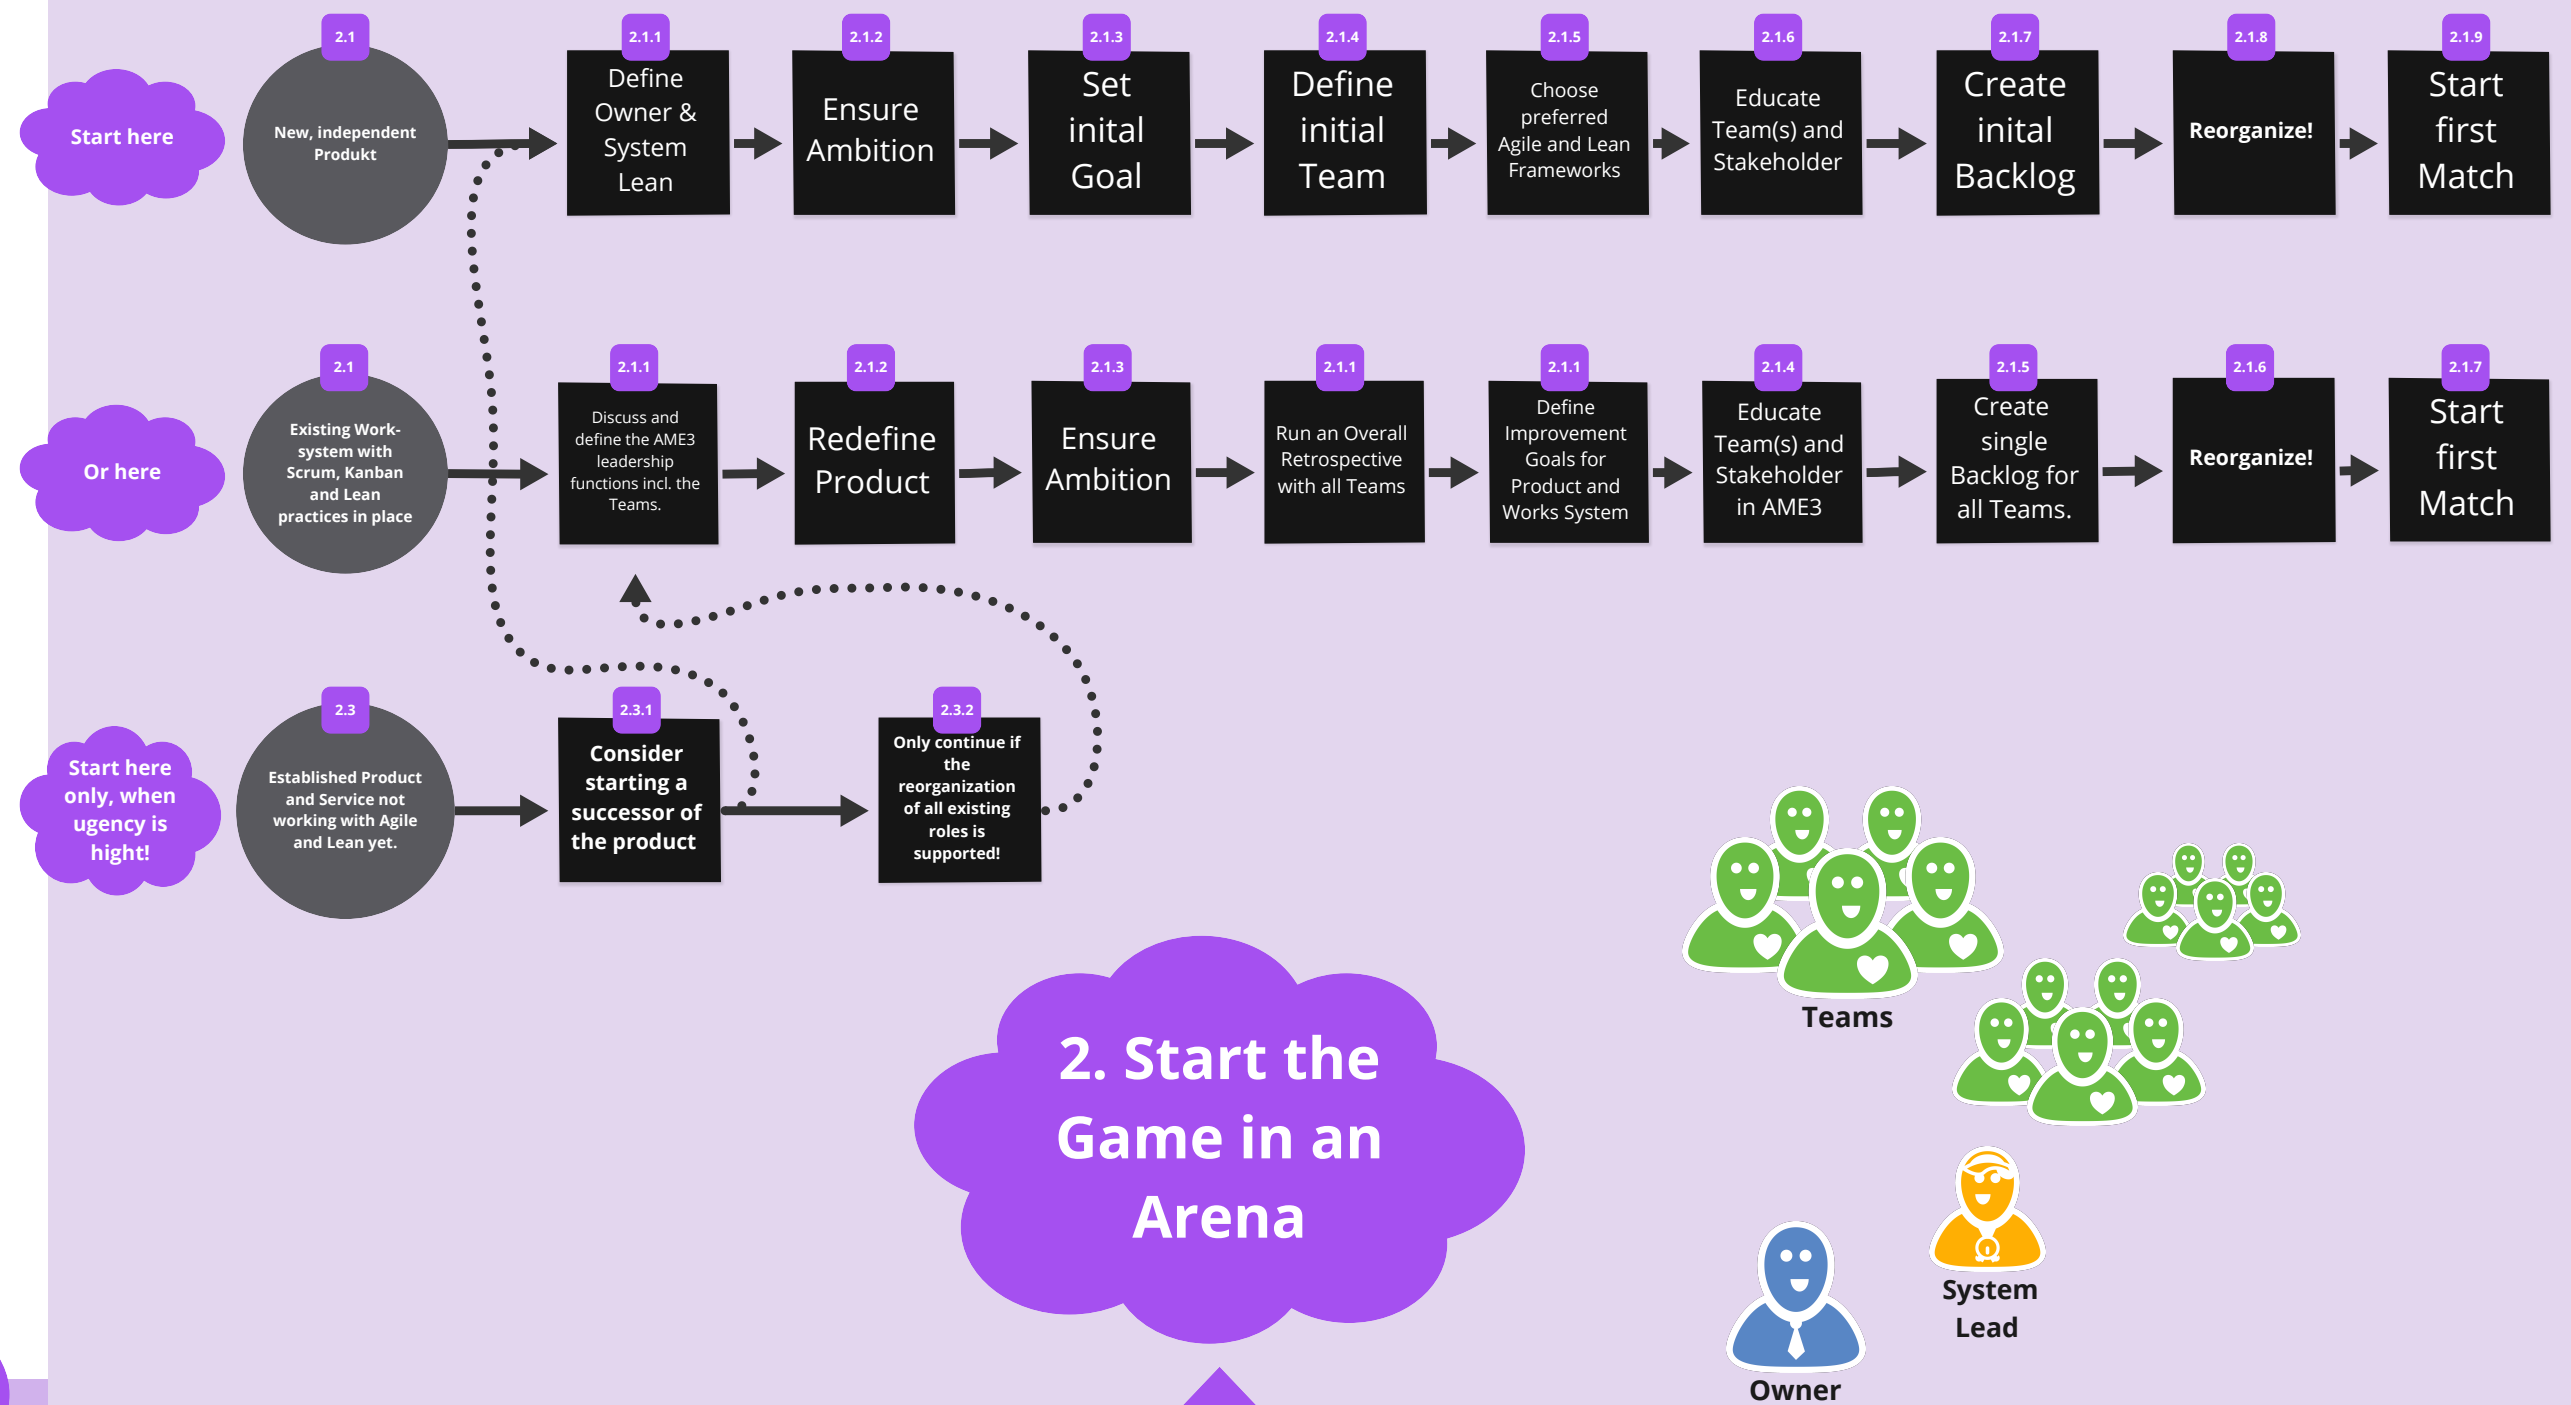 Start here
2.1
New, independent
Produkt
2.1.1
Define
Owner &
System
Lean
2.1.2
Ensure
Ambition
2.1.3
Set
inital
Goal
2.1.4
Define
initial
Team
2.1.5
Choose
preferred
Agile and Lean
Frameworks
2.1.6
Educate
Team(s) and
Stakeholder
2.1.7
Create
inital
Backlog
2.1.8
Reorganize!
2.1.9
Start
first
Match
Or here
2.1
Existing Work-
system with
Scrum, Kanban
and Lean
practices in place
2.1.1
Discuss and
define the AME3
leadership
functions incl. the
Teams.
2.1.2
Redefine
Product
2.1.3
Ensure
Ambition
2.1.1
Run an Overall
Retrospective
with all Teams
2.1.1
Define
Improvement
Goals for
Product and
Works System
2.1.4
Educate
Team(s) and
Stakeholder
in AME3
2.1.5
Create
single
Backlog for
all Teams.
2.1.6
Reorganize!
2.1.7
Start
first
Match
Start here
only, when
ugency is
hight!
2.3
Established Product
and Service not
working with Agile
and Lean yet.
2.3.1
Consider
starting a
successor of
the product
2.3.2
Only continue if
the
reorganization
of all existing
roles is
supported!
2. Start the
Game in an
Arena
Teams
System
Lead
Owner